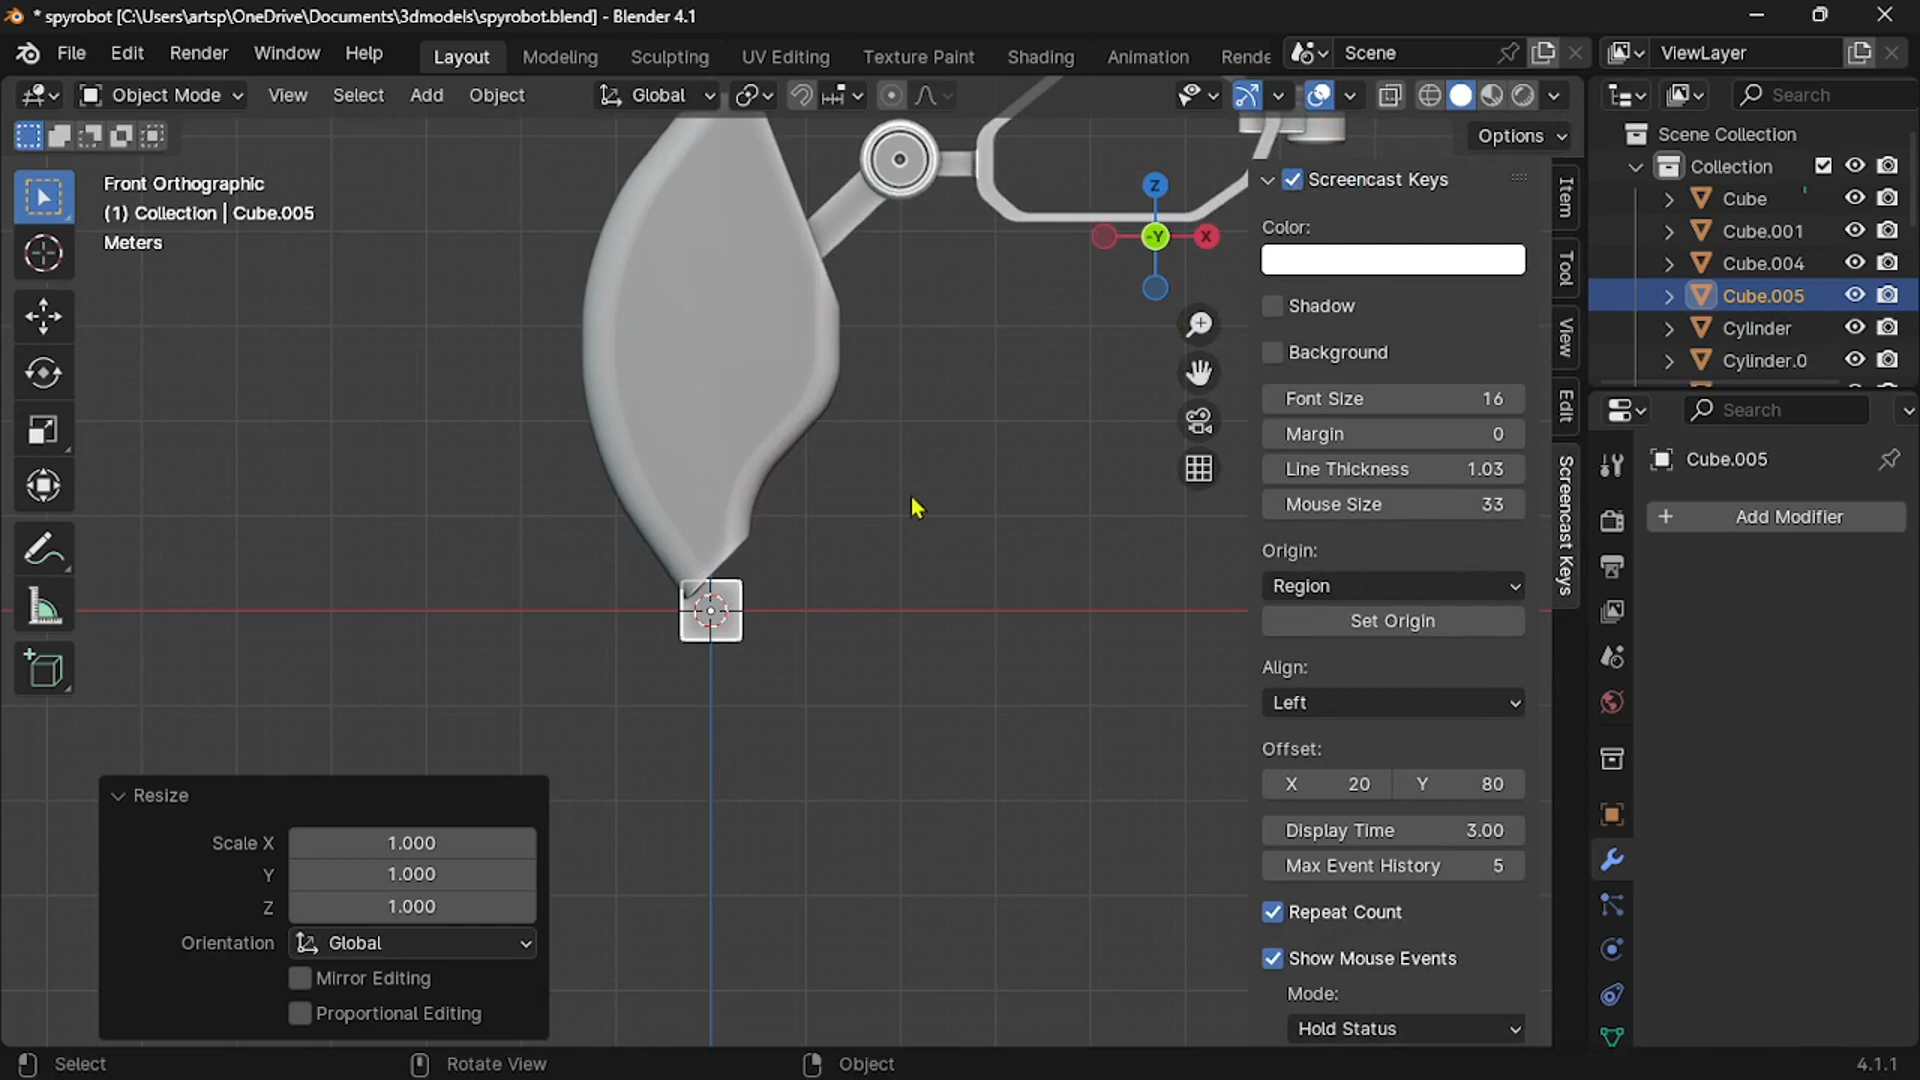 * spyrobot [C:\Users\artsp\OneDrive\Documents\3dmodels\spyrobot.blend] - Blender 4.1
File Edit Render Window Help Layout Modeling Sculpting UV Editing Texture Paint Shading Animation Rende Scene ViewLayer
Object Mode View Select Add Object Global Search
Options
Scene Collection
Collection
Cube
Cube.001
Cube.004
Cube.005
Cylinder
Cylinder.0
Front Orthographic
(1) Collection | Cube.005
Meters
Z
-Y
X
Screencast Keys
Color:
Shadow
Background
Font Size 16
Margin 0
Line Thickness 1.03
Mouse Size 33
Origin:
Region
Set Origin
Align:
Left
Offset:
X 20 Y 80
Display Time 3.00
Max Event History 5
Repeat Count
Show Mouse Events
Mode:
Hold Status
Item
Tool
View
Edit
Screencast Keys
Search
Cube.005
Add Modifier
Resize
Scale X 1.000
Y 1.000
Z 1.000
Orientation Global
Mirror Editing
Proportional Editing
Select Rotate View Object 4.1.1